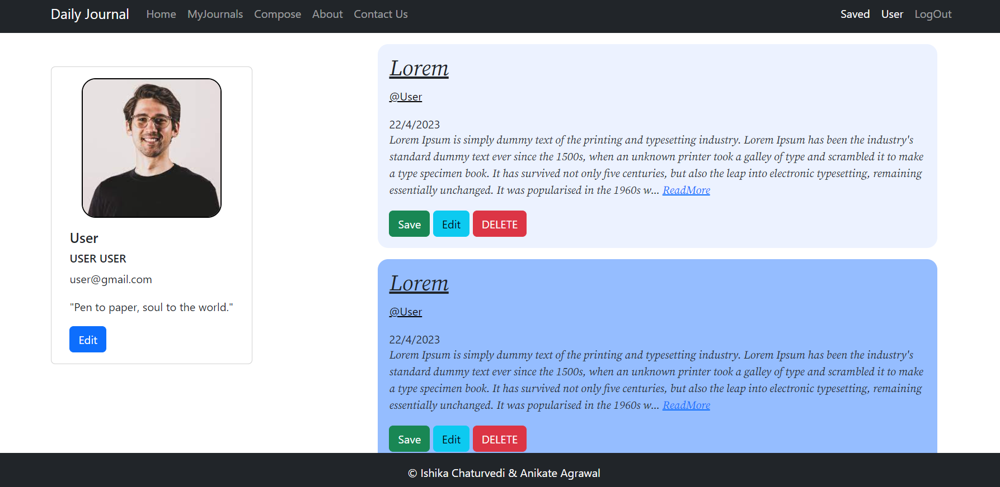 Daily Journal Home MyJournals Compose About Contact Us Saved User LogOut
User
USER USER
user@gmail.com
"Pen to paper, soul to the world."
Edit
Lorem
@User
22/4/2023
Lorem Ipsum is simply dummy text of the printing and typesetting industry. Lorem Ipsum has been the industry's
standard dummy text ever since the 1500s, when an unknown printer took a galley of type and scrambled it to make
a type specimen book. It has survived not only five centuries, but also the leap into electronic typesetting, remaining
essentially unchanged. It was popularised in the 1960s w... ReadMore
Save Edit DELETE
Lorem
@User
22/4/2023
Lorem Ipsum is simply dummy text of the printing and typesetting industry. Lorem Ipsum has been the industry's
standard dummy text ever since the 1500s, when an unknown printer took a galley of type and scrambled it to make
a type specimen book. It has survived not only five centuries, but also the leap into electronic typesetting, remaining
essentially unchanged. It was popularised in the 1960s w... ReadMore
Save Edit DELETE
© Ishika Chaturvedi & Anikate Agrawal